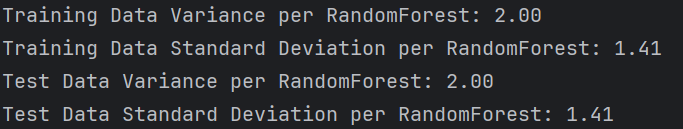 Training Data Variance per RandomForest: 2.00
Training Data Standard Deviation per RandomForest: 1.41
Test Data Variance per RandomForest: 2.00
Test Data Standard Deviation per RandomForest: 1.41